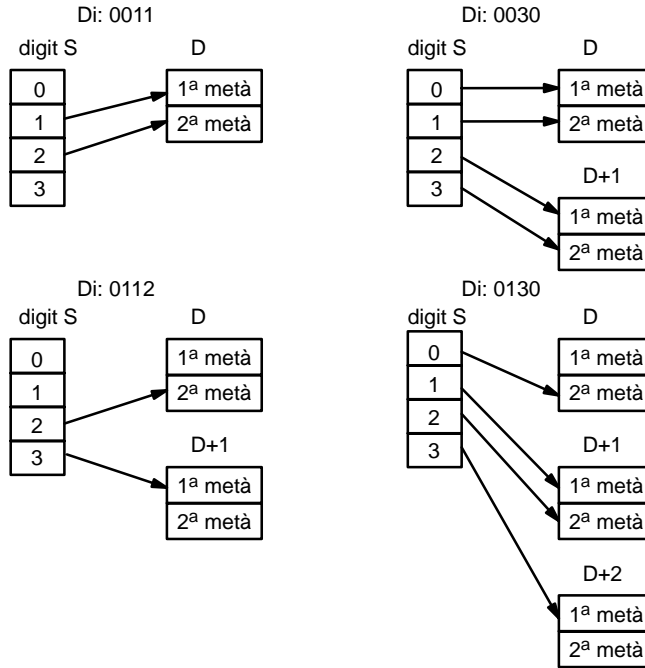 Di: 0011
digit S D
0
1
2
3
1ª metà
2ª metà
Di: 0030
digit S D
0
1
2
3
1ª metà
2ª metà
D+1
1ª metà
2ª metà
Di: 0112
digit S D
0
1
2
3
1ª metà
2ª metà
D+1
1ª metà
2ª metà
Di: 0130
digit S D
0
1
2
3
1ª metà
2ª metà
D+1
1ª metà
2ª metà
D+2
1ª metà
2ª metà